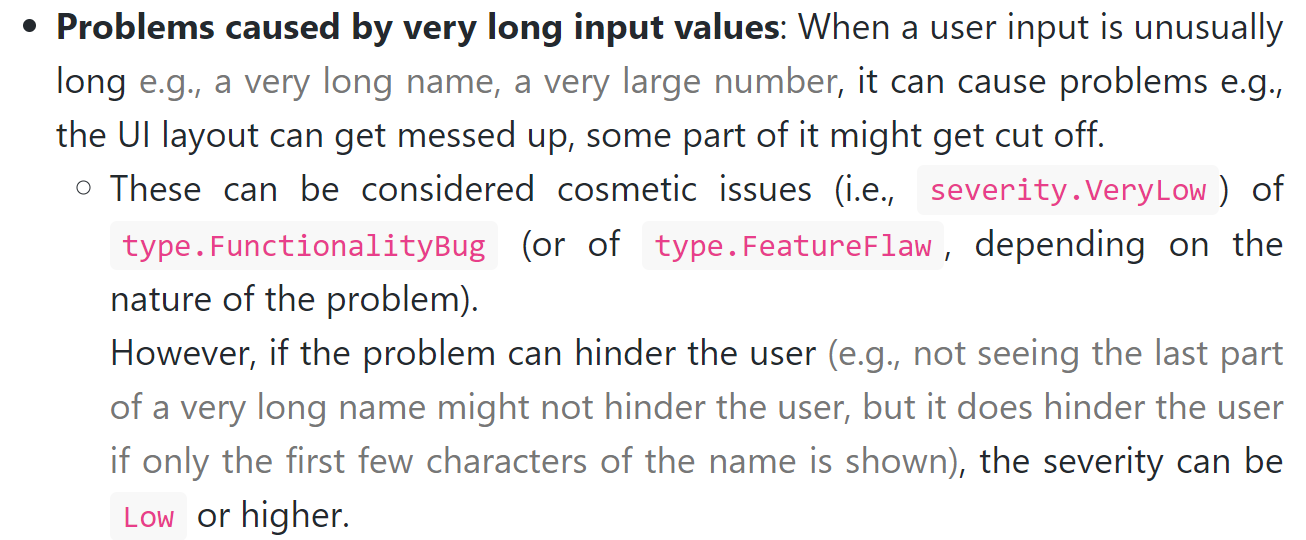 • Problems caused by very long input values: When a user input is unusually
long e.g., a very long name, a very large number, it can cause problems e.g.,
the UI layout can get messed up, some part of it might get cut off.
○ These can be considered cosmetic issues (i.e., severity.VeryLow) of
type.FunctionalityBug (or of type.FeatureFlaw, depending on the
nature of the problem).
However, if the problem can hinder the user (e.g., not seeing the last part
of a very long name might not hinder the user, but it does hinder the user
if only the first few characters of the name is shown), the severity can be
Low or higher.